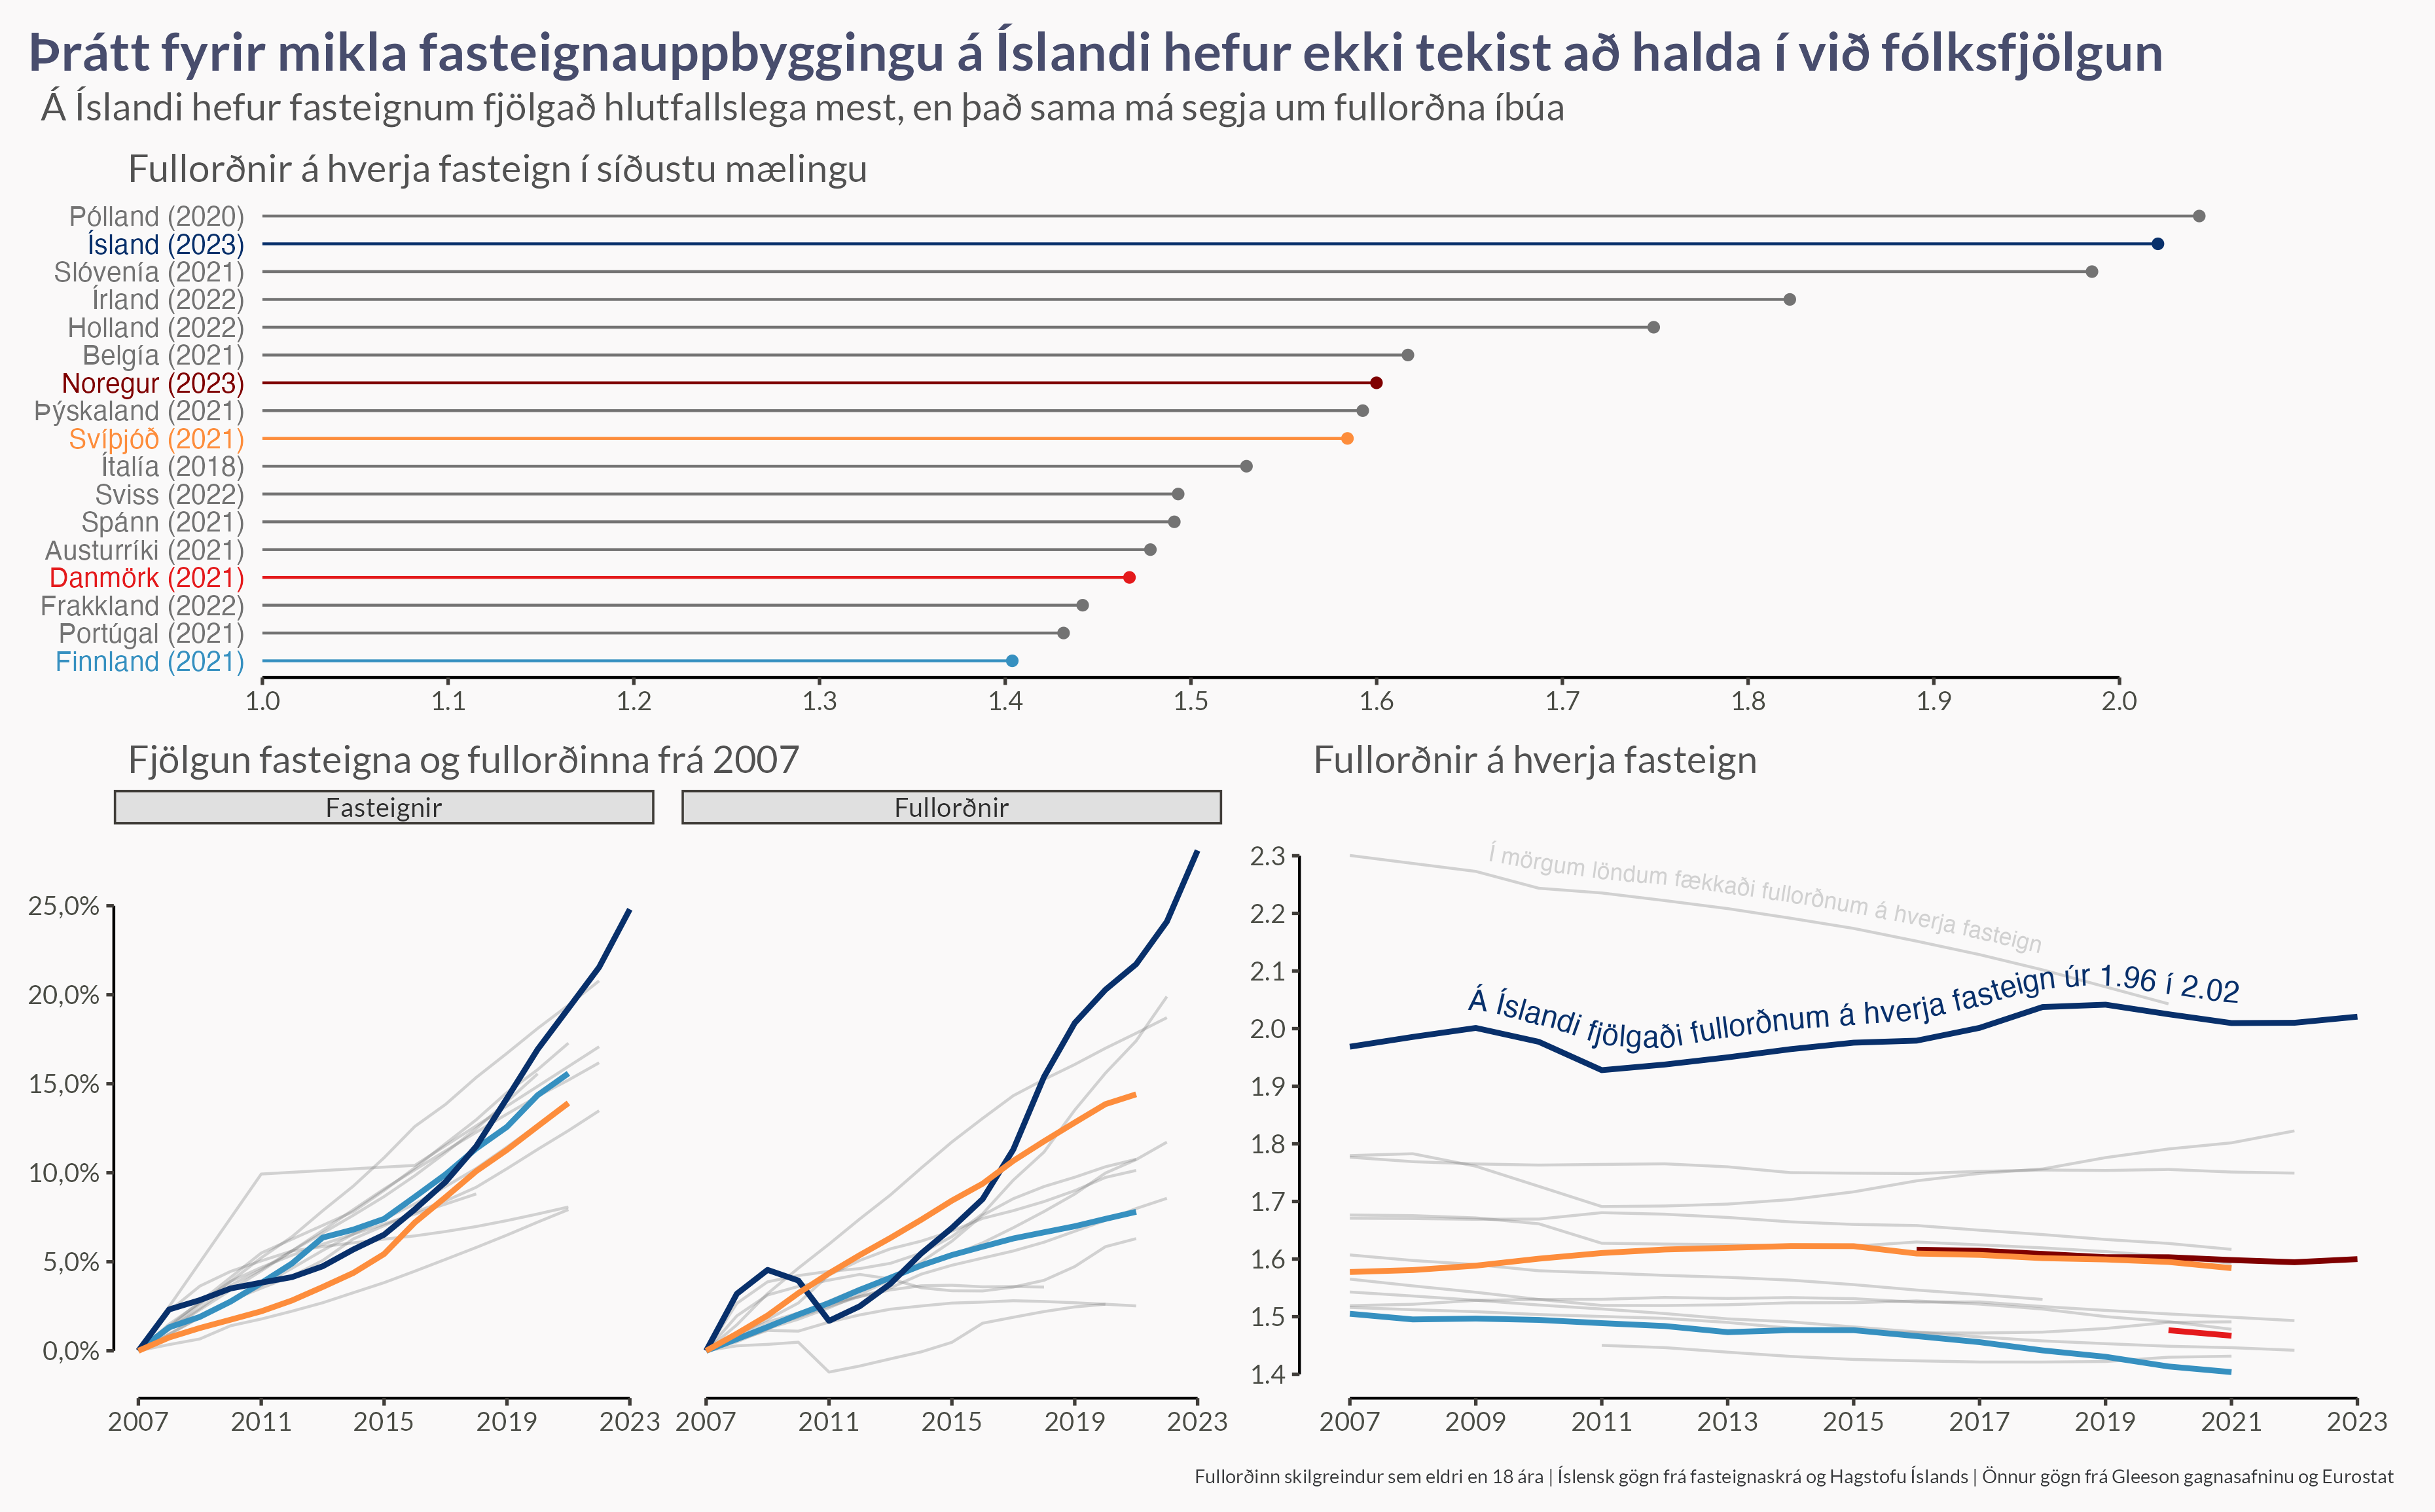 Þrátt fyrir mikla fasteignauppbyggingu á Íslandi hefur ekki tekist að halda í við fólksfjölgun
Á Íslandi hefur fasteignum fjölgað hlutfallslega mest, en það sama má segja um fullorðna íbúa
Fullorðnir á hverja fasteign í síðustu mælingu
Pólland (2020)
Ísland (2023)
Slóvenía (2021)
Írland (2022)
Holland (2022)
Belgía (2021)
Noregur (2023)
Þýskaland (2021)
Svíþjóð (2021)
Ítalía (2018)
Sviss (2022)
Spánn (2021)
Austurríki (2021)
Danmörk (2021)
Frakkland (2022)
Portúgal (2021)
Finnland (2021)
1.0 1.1 1.2 1.3 1.4 1.5 1.6 1.7 1.8 1.9 2.0
Fjölgun fasteigna og fullorðinna frá 2007
Fasteignir
Fullorðnir
25,0%
20,0%
15,0%
10,0%
5,0%
0,0%
2007 2011 2015 2019 2023
2007 2011 2015 2019 2023
Fullorðnir á hverja fasteign
Í mörgum löndum fækkaði fullorðnum á hverja fasteign
Á Íslandi fjölgaði fullorðnum á hverja fasteign úr 1.96 í 2.02
2.3
2.2
2.1
2.0
1.9
1.8
1.7
1.6
1.5
1.4
2007 2009 2011 2013 2015 2017 2019 2021 2023
Fullorðinn skilgreindur sem eldri en 18 ára | Íslensk gögn frá fasteignaskrá og Hagstofu Íslands | Önnur gögn frá Gleeson gagnasafninu og Eurostat